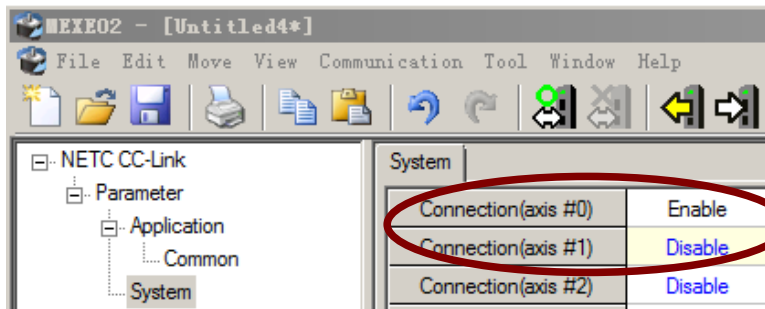 MEXE02 - [Untitled4*]
File Edit Move View Communication Tool Window Help
NETC CC-Link
Parameter
Application
Common
System
System
Connection(axis #0) Enable
Connection(axis #1) Disable
Connection(axis #2) Disable